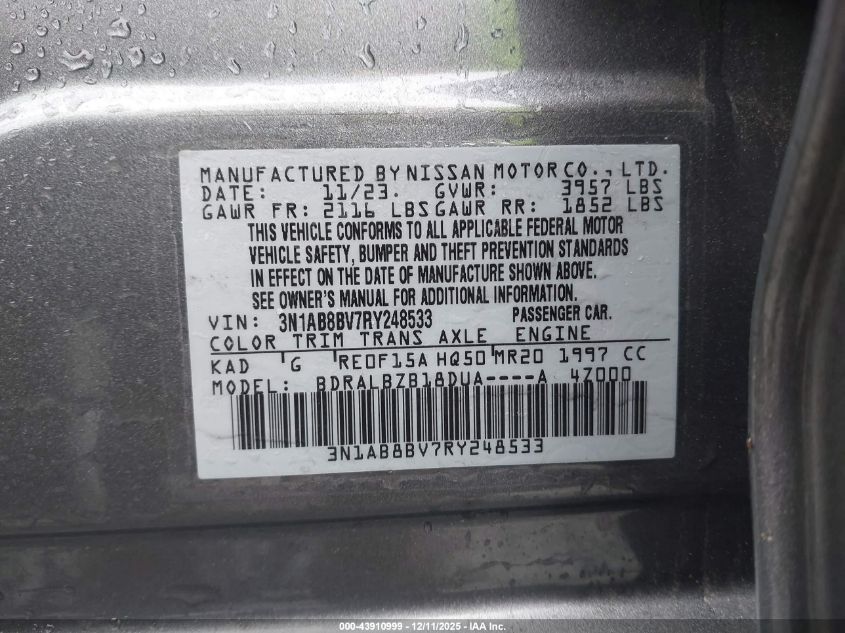 MANUFACTURED BY NISSAN MOTOR CO., LTD.
DATE: 11/23. GVWR: 3957 LBS
GAWR FR: 2116 LBS GAWR RR: 1852 LBS
THIS VEHICLE CONFORMS TO ALL APPLICABLE FEDERAL MOTOR
VEHICLE SAFETY, BUMPER AND THEFT PREVENTION STANDARDS
IN EFFECT ON THE DATE OF MANUFACTURE SHOWN ABOVE.
SEE OWNER'S MANUAL FOR ADDITIONAL INFORMATION.
VIN: 3N1AB8BV7RY248533 PASSENGER CAR.
COLOR TRIM TRANS AXLE ENGINE
KAD G RE0F15A HQ50 MR20 1997 CC
MODEL: BDRALBZB18DUA----A 4Z000
3N1AB8BV7RY248533
000-43910999 - 12/11/2025 - IAA Inc.